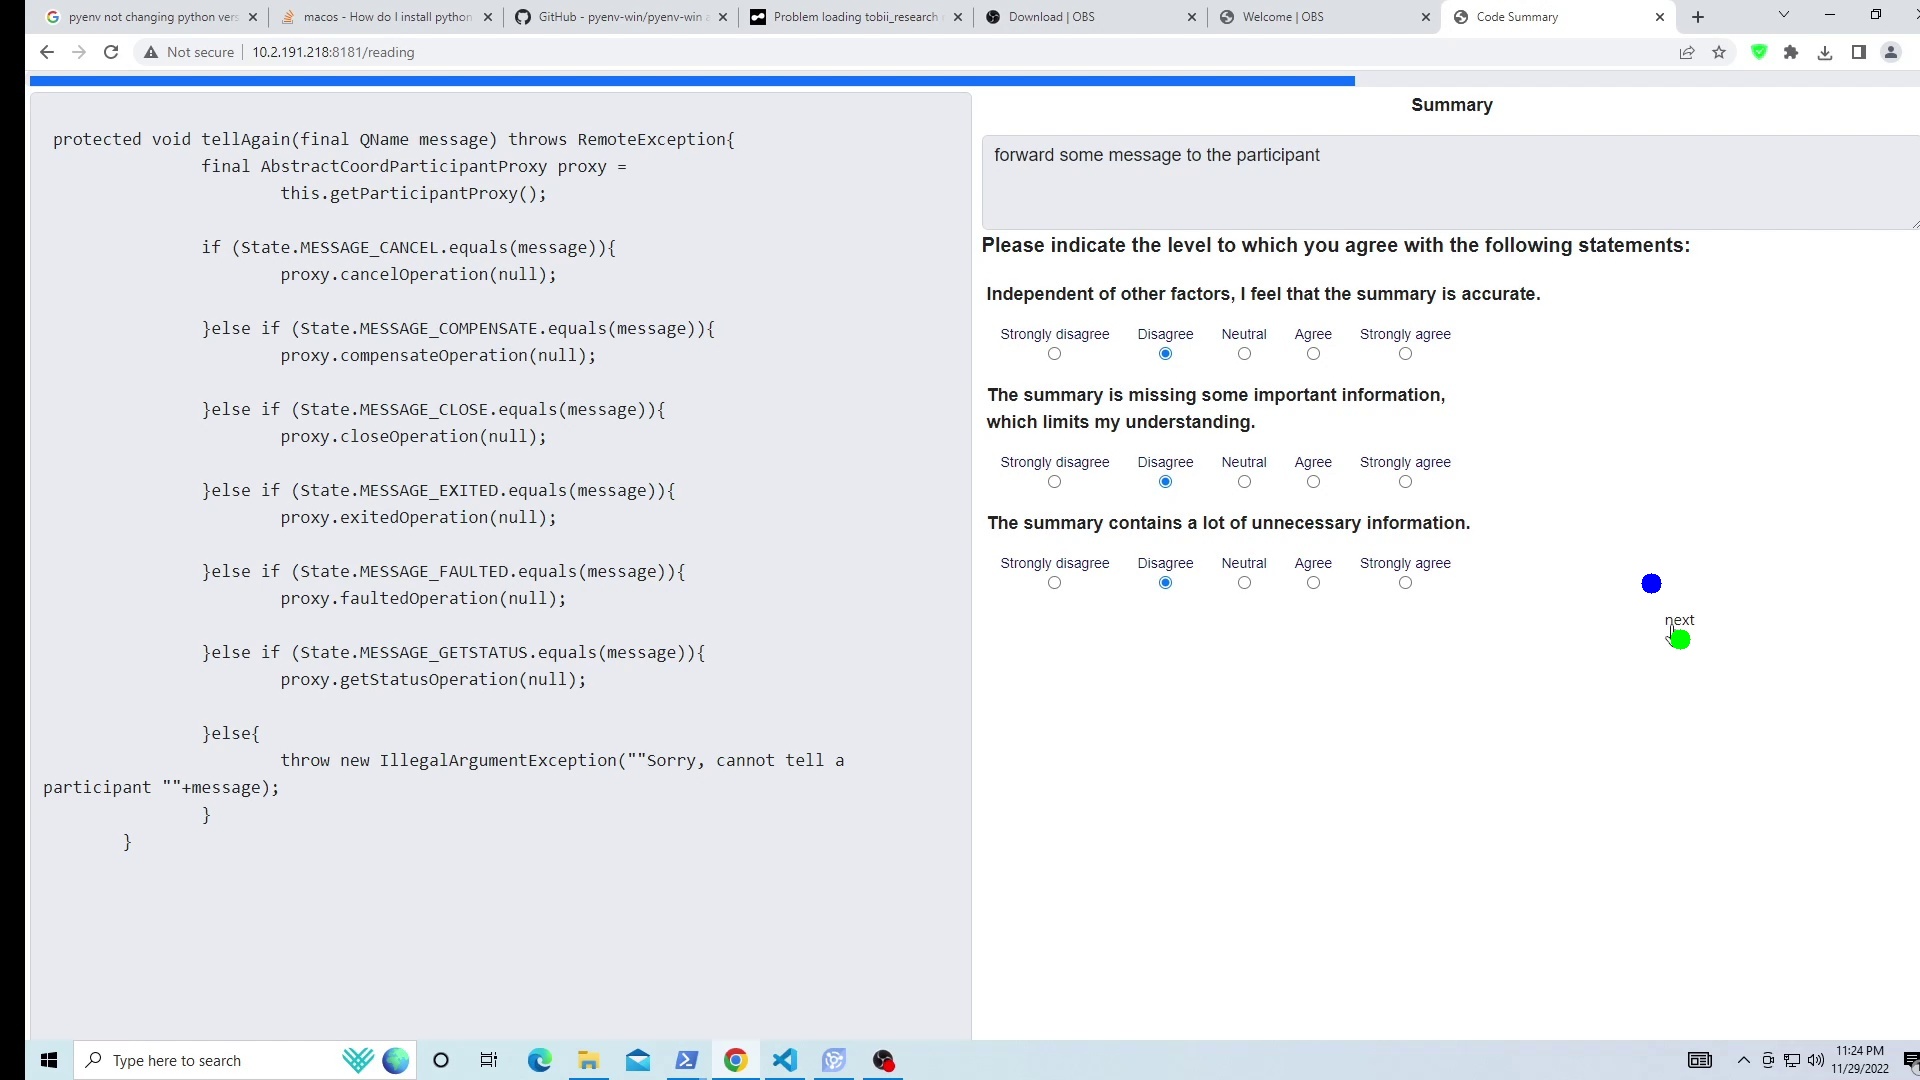 pyenv not changing python vers
macos - How do I install python
GitHub - pyenv-win/pyenv-win a
Problem loading tobii_research
Download | OBS
Welcome | OBS
Code Summary
Not secure
10.2.191.218:8181/reading
protected void tellAgain(final QName message) throws RemoteException{
final AbstractCoordParticipantProxy proxy =
this.getParticipantProxy();
if (State.MESSAGE_CANCEL.equals(message)){
proxy.cancelOperation(null);
}else if (State.MESSAGE_COMPENSATE.equals(message)){
proxy.compensateOperation(null);
}else if (State.MESSAGE_CLOSE.equals(message)){
proxy.closeOperation(null);
}else if (State.MESSAGE_EXITED.equals(message)){
proxy.exitedOperation(null);
}else if (State.MESSAGE_FAULTED.equals(message)){
proxy.faultedOperation(null);
}else if (State.MESSAGE_GETSTATUS.equals(message)){
proxy.getStatusOperation(null);
}else{
throw new IllegalArgumentException(""Sorry, cannot tell a
participant ""+message);
}
}
Summary
forward some message to the participant
Please indicate the level to which you agree with the following statements:
Independent of other factors, I feel that the summary is accurate.
Strongly disagree Disagree Neutral Agree Strongly agree
The summary is missing some important information,
which limits my understanding.
Strongly disagree Disagree Neutral Agree Strongly agree
The summary contains a lot of unnecessary information.
Strongly disagree Disagree Neutral Agree Strongly agree
next
Type here to search
11:24 PM
11/29/2022